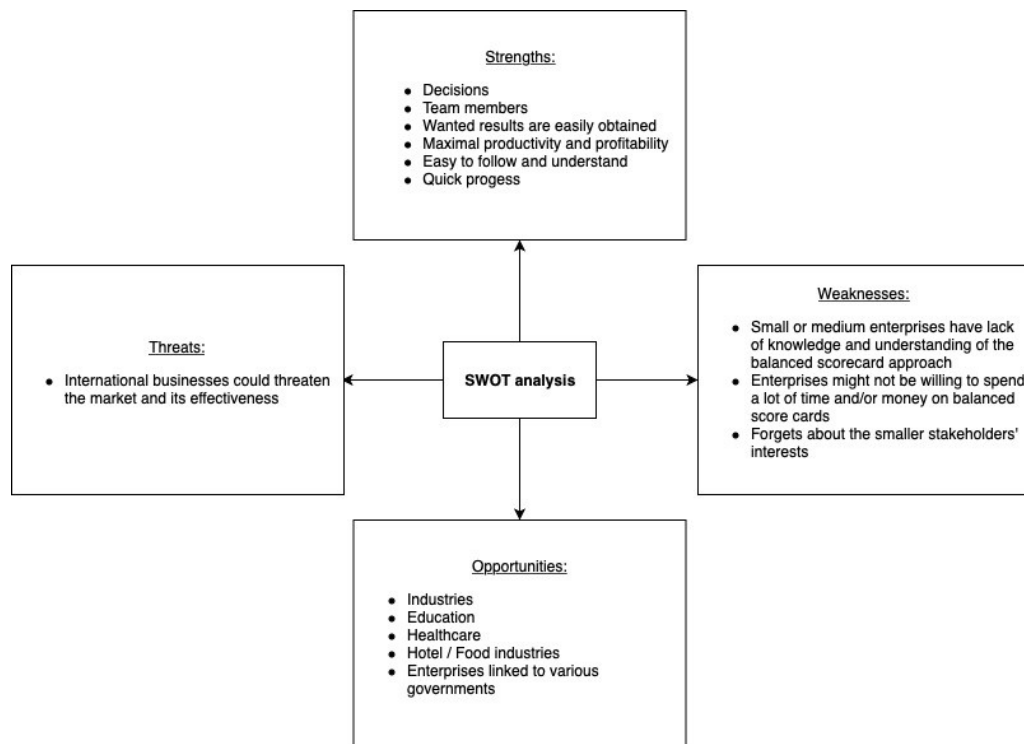 Strengths:
• Decisions
• Team members
• Wanted results are easily obtained
• Maximal productivity and profitability
• Easy to follow and understand
• Quick progess
Threats:
• International businesses could threaten
the market and its effectiveness
SWOT analysis
Weaknesses:
• Small or medium enterprises have lack
of knowledge and understanding of the
balanced scorecard approach
• Enterprises might not be willing to spend
a lot of time and/or money on balanced
score cards
• Forgets about the smaller stakeholders'
interests
Opportunities:
• Industries
• Education
• Healthcare
• Hotel / Food industries
• Enterprises linked to various
governments